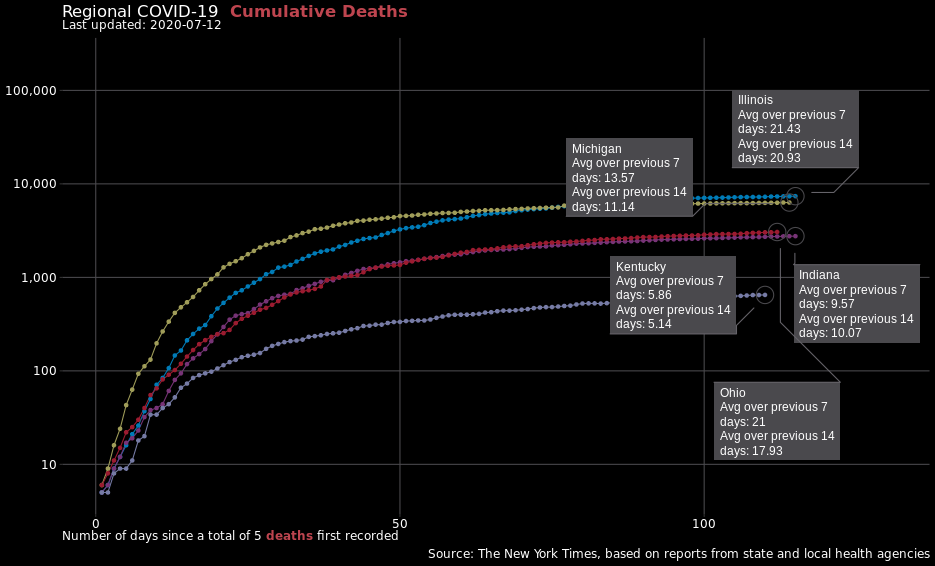 Regional COVID-19 Cumulative Deaths
Last updated: 2020-07-12
100,000
10,000
1,000
100
10
Illinois
Avg over previous 7
days: 21.43
Avg over previous 14
days: 20.93
Michigan
Avg over previous 7
days: 13.57
Avg over previous 14
days: 11.14
Kentucky
Avg over previous 7
days: 5.86
Avg over previous 14
days: 5.14
Indiana
Avg over previous 7
days: 9.57
Avg over previous 14
days: 10.07
Ohio
Avg over previous 7
days: 21
Avg over previous 14
days: 17.93
0 50 100
Number of days since a total of 5 deaths first recorded
Source: The New York Times, based on reports from state and local health agencies